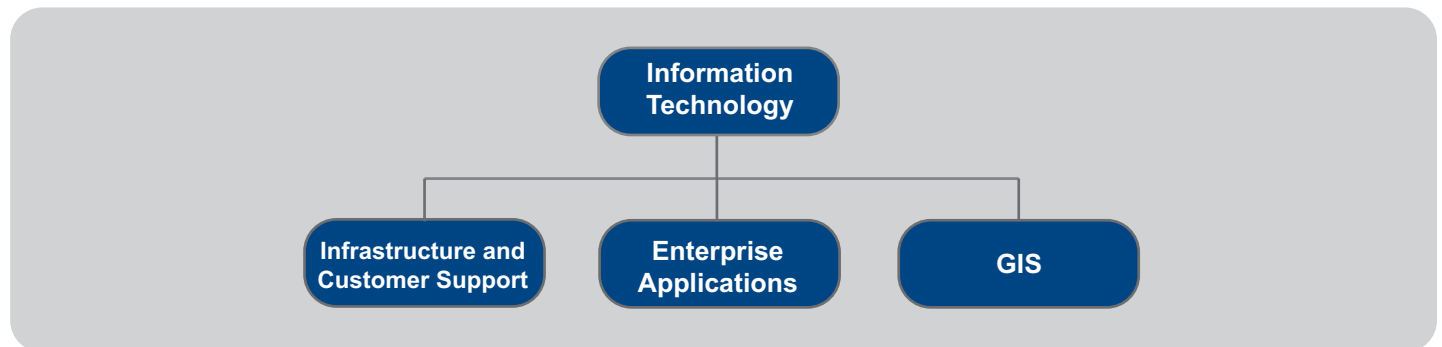 Information
Technology
Infrastructure and
Customer Support
Enterprise
Applications
GIS